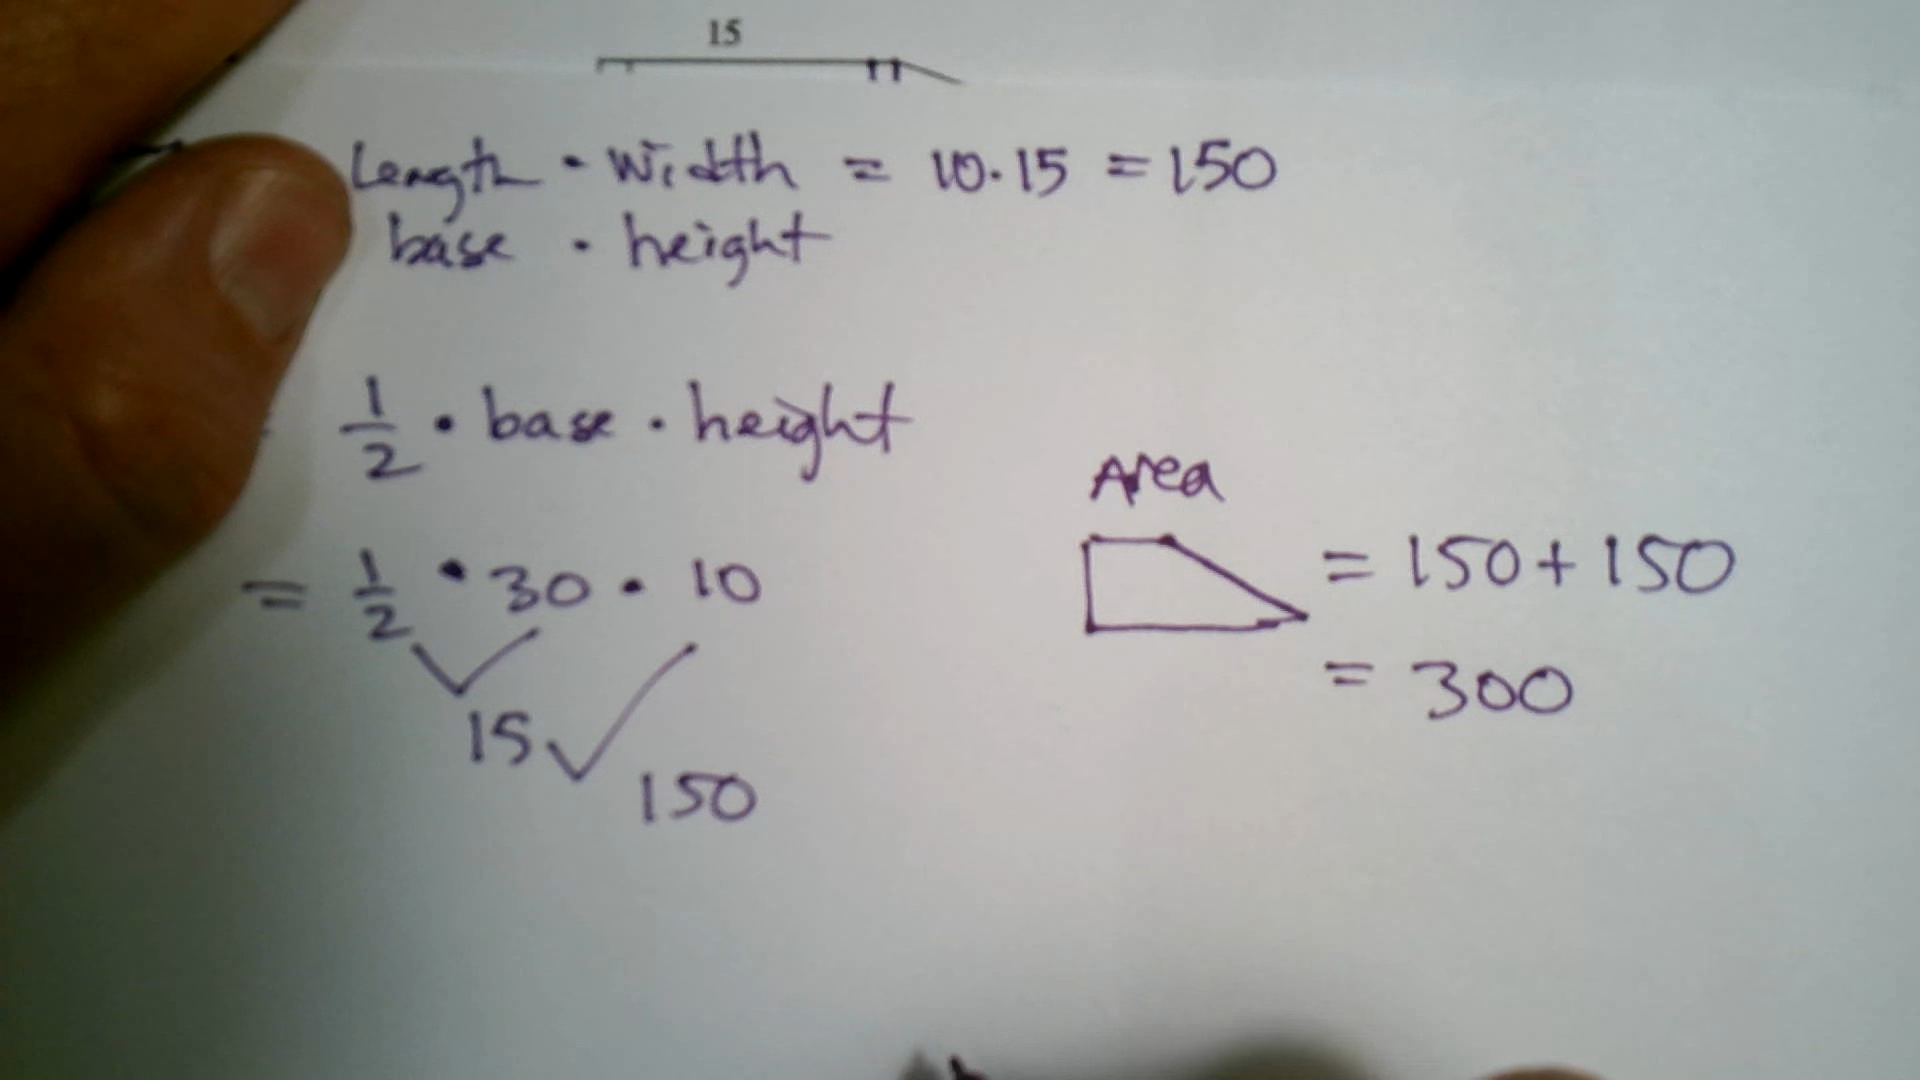 15
Length · Width = 10.15 = 150
base · height
1/2 · base · height
= 1/2 · 30 · 10
15
150
Area
= 150 + 150
= 300